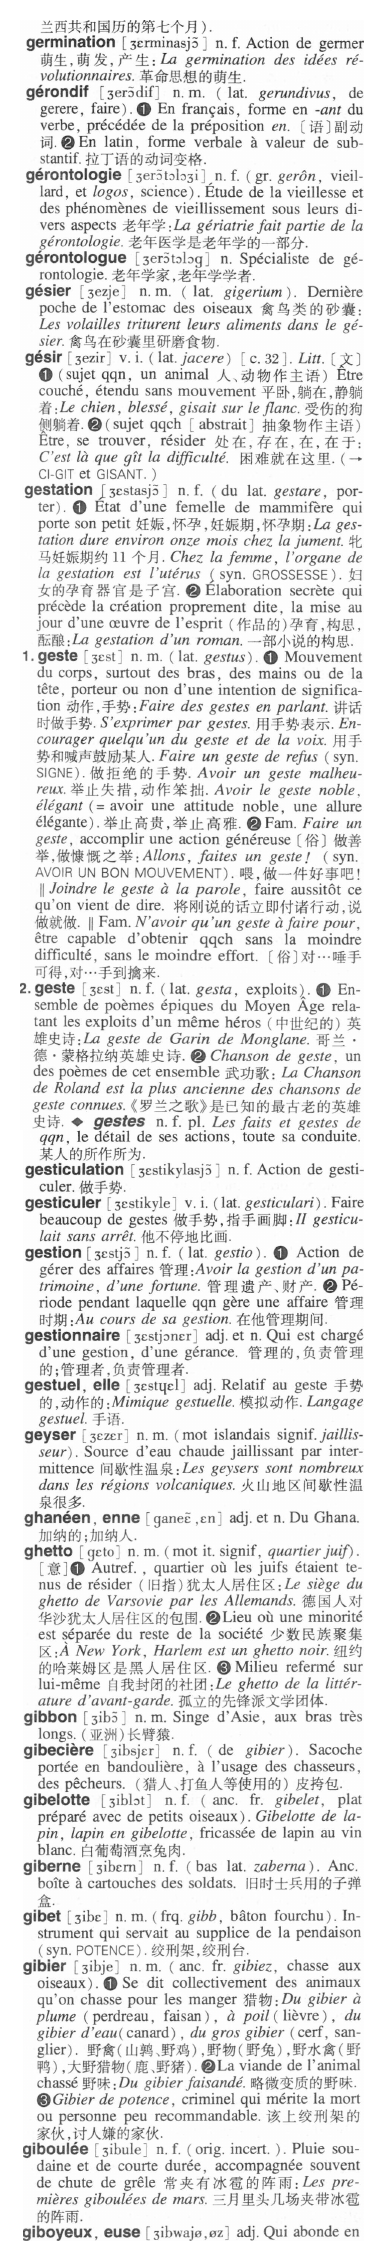 兰西共和国历的第七个月).
germination [ʒɛrminasjɔ̃] n. f. Action de germer
萌生,萌发,产生: La germination des idées ré-
volutionnaires. 革命思想的萌生.
gérondif [ʒerɔ̃dif] n. m. (lat. gerundivus, de
gerere, faire). ❶ En français, forme en -ant du
verbe, précédée de la préposition en. [语]副动
词. ❷ En latin, forme verbale à valeur de sub-
stantif. 拉丁语的动词变格.
gérontologie [ʒerɔ̃tɔlɔʒi] n. f. (gr. gerôn, vieil-
lard, et logos, science). Étude de la vieillesse et
des phénomènes de vieillissement sous leurs di-
vers aspects 老年学: La gériatrie fait partie de la
gérontologie. 老年医学是老年学的一部分.
gérontologue [ʒerɔ̃tɔlɔg] n. Spécialiste de gé-
rontologie. 老年学家,老年学学者.
gésier [ʒezje] n. m. (lat. gigerium). Dernière
poche de l'estomac des oiseaux 禽鸟类的砂囊:
Les volailles triturent leurs aliments dans le gé-
sier. 禽鸟在砂囊里研磨食物.
gésir [ʒezir] v. i. (lat. jacere) [c. 32]. Litt. [文]
❶ (sujet qqn, un animal 人、动物作主语) Être
couché, étendu sans mouvement 平卧,躺在,静躺
着: Le chien, blessé, gisait sur le flanc. 受伤的狗
侧躺着. ❷ (sujet qqch [abstrait] 抽象物作主语)
Être, se trouver, résider 处在,存在,在,在于:
C'est là que gît la difficulté. 困难就在这里. (→
CI-GIT et GISANT.)
gestation [ʒɛstasjɔ̃] n. f. (du lat. gestare, por-
ter). ❶ État d'une femelle de mammifère qui
porte son petit 妊娠,怀孕,妊娠期,怀孕期: La ges-
tation dure environ onze mois chez la jument. 牝
马妊娠期约 11 个月. Chez la femme, l'organe de
la gestation est l'utérus (syn. GROSSESSE). 妇
女的孕育器官是子宫. ❷ Élaboration secrète qui
précède la création proprement dite, la mise au
jour d'une œuvre de l'esprit (作品的)孕育,构思,
酝酿: La gestation d'un roman. 一部小说的构思.
1. geste [ʒɛst] n. m. (lat. gestus). ❶ Mouvement
du corps, surtout des bras, des mains ou de la
tête, porteur ou non d'une intention de significa-
tion 动作,手势: Faire des gestes en parlant. 讲话
时做手势. S'exprimer par gestes. 用手势表示. En-
courager quelqu'un du geste et de la voix. 用手
势和喊声鼓励某人. Faire un geste de refus (syn.
SIGNE). 做拒绝的手势. Avoir un geste malheu-
reux. 举止失措,动作笨拙. Avoir le geste noble,
élégant (= avoir une attitude noble, une allure
élégante). 举止高贵,举止高雅. ❷ Fam. Faire un
geste, accomplir une action généreuse [俗] 做善
举,做慷慨之举: Allons, faites un geste! (syn.
AVOIR UN BON MOUVEMENT). 喂,做一件好事吧!
‖ Joindre le geste à la parole, faire aussitôt ce
qu'on vient de dire. 将刚说的话立即付诸行动,说
做就做. ‖ Fam. N'avoir qu'un geste à faire pour,
être capable d'obtenir qqch sans la moindre
difficulté, sans le moindre effort. [俗]对…唾手
可得,对…手到擒来.
2. geste [ʒɛst] n. f. (lat. gesta, exploits). ❶ En-
semble de poèmes épiques du Moyen Âge rela-
tant les exploits d'un même héros (中世纪的) 英
雄史诗: La geste de Garin de Monglane. 哥兰·
德·蒙格拉纳英雄史诗. ❷ Chanson de geste, un
des poèmes de cet ensemble 武功歌: La Chanson
de Roland est la plus ancienne des chansons de
geste connues.《罗兰之歌》是已知的最古老的英雄
史诗. ◆ gestes n. f. pl. Les faits et gestes de
qqn, le détail de ses actions, toute sa conduite.
某人的所作所为.
gesticulation [ʒɛstikylasjɔ̃] n. f. Action de gesti-
culer. 做手势.
gesticuler [ʒɛstikyle] v. i. (lat. gesticulari). Faire
beaucoup de gestes 做手势,指手画脚: Il gesticu-
lait sans arrêt. 他不停地比画.
gestion [ʒɛstjɔ̃] n. f. (lat. gestio). ❶ Action de
gérer des affaires 管理: Avoir la gestion d'un pa-
trimoine, d'une fortune. 管理遗产、财产. ❷ Pé-
riode pendant laquelle qqn gère une affaire 管理
时期: Au cours de sa gestion. 在他管理期间.
gestionnaire [ʒɛstjɔnɛr] adj. et n. Qui est chargé
d'une gestion, d'une gérance. 管理的,负责管理
的;管理者,负责管理者.
gestuel, elle [ʒɛstɥɛl] adj. Relatif au geste 手势
的,动作的: Mimique gestuelle. 模拟动作. Langage
gestuel. 手语.
geyser [ʒɛzɛr] n. m. (mot islandais signif. jaillis-
seur). Source d'eau chaude jaillissant par inter-
mittence 间歇性温泉: Les geysers sont nombreux
dans les régions volcaniques. 火山地区间歇性温
泉很多.
ghanéen, enne [ganeɛ̃, ɛn] adj. et n. Du Ghana.
加纳的;加纳人.
ghetto [gɛto] n. m. (mot it. signif, quartier juif).
[意]❶ Autref., quartier où les juifs étaient te-
nus de résider (旧指)犹太人居住区: Le siège du
ghetto de Varsovie par les Allemands. 德国人对
华沙犹太人居住区的包围. ❷ Lieu où une minorité
est séparée du reste de la société 少数民族聚集
区: À New York, Harlem est un ghetto noir. 纽约
的哈莱姆区是黑人居住区. ❸ Milieu refermé sur
lui-même 自我封闭的社团: Le ghetto de la littér-
ature d'avant-garde. 孤立的先锋派文学团体.
gibbon [ʒibɔ̃] n. m. Singe d'Asie, aux bras très
longs. (亚洲)长臂猿.
gibecière [ʒibsjɛr] n. f. (de gibier). Sacoche
portée en bandoulière, à l'usage des chasseurs,
des pêcheurs. (猎人、打鱼人等使用的) 皮挎包.
gibelotte [ʒiblɔt] n. f. (anc. fr. gibelet, plat
préparé avec de petits oiseaux). Gibelotte de la-
pin, lapin en gibelotte, fricassée de lapin au vin
blanc. 白葡萄酒烹兔肉.
giberne [ʒibɛrn] n. f. (bas lat. zaberna). Anc.
boîte à cartouches des soldats. 旧时士兵用的子弹
盒.
gibet [ʒibɛ] n. m. (frq. gibb, bâton fourchu). In-
strument qui servait au supplice de la pendaison
(syn. POTENCE). 绞刑架,绞刑台.
gibier [ʒibje] n. m. (anc. fr. gibiez, chasse aux
oiseaux). ❶ Se dit collectivement des animaux
qu'on chasse pour les manger 猎物: Du gibier à
plume (perdreau, faisan), à poil (lièvre), du
gibier d'eau (canard), du gros gibier (cerf, san-
glier). 野禽(山鹑、野鸡),野物(野兔),野水禽(野
鸭),大野猎物(鹿、野猪). ❷ La viande de l'animal
chassé 野味: Du gibier faisandé. 略微变质的野味.
❸ Gibier de potence, criminel qui mérite la mort
ou personne peu recommandable. 该上绞刑架的
家伙,讨人嫌的家伙.
giboulée [ʒibule] n. f. (orig. incert.). Pluie sou-
daine et de courte durée, accompagnée souvent
de chute de grêle 常夹有冰雹的阵雨: Les pre-
mières giboulées de mars. 三月里头几场夹带冰雹
的阵雨.
giboyeux, euse [ʒibwajø, øz] adj. Qui abonde en